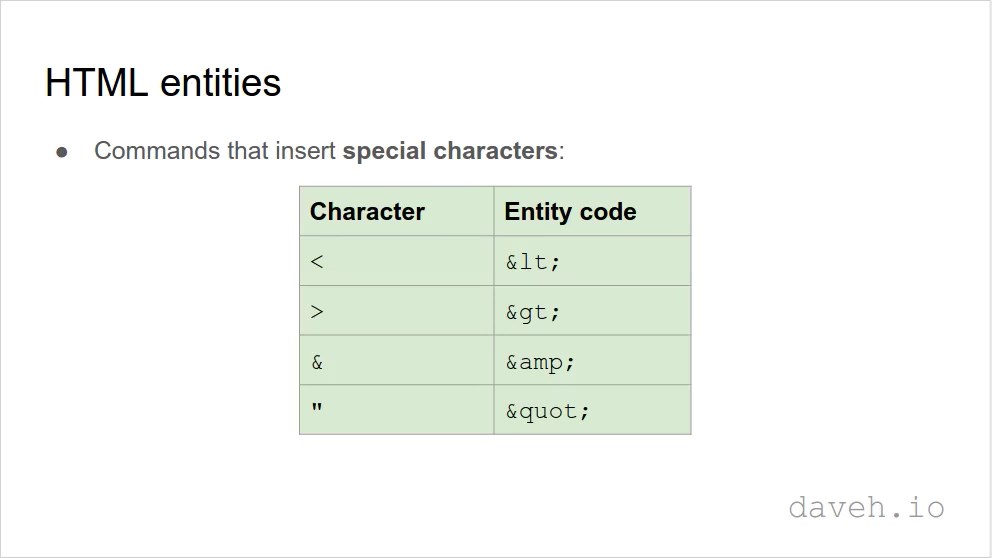 HTML entities
● Commands that insert special characters:
Character Entity code
< &lt;
> &gt;
& &amp;
" &quot;
daveh.io